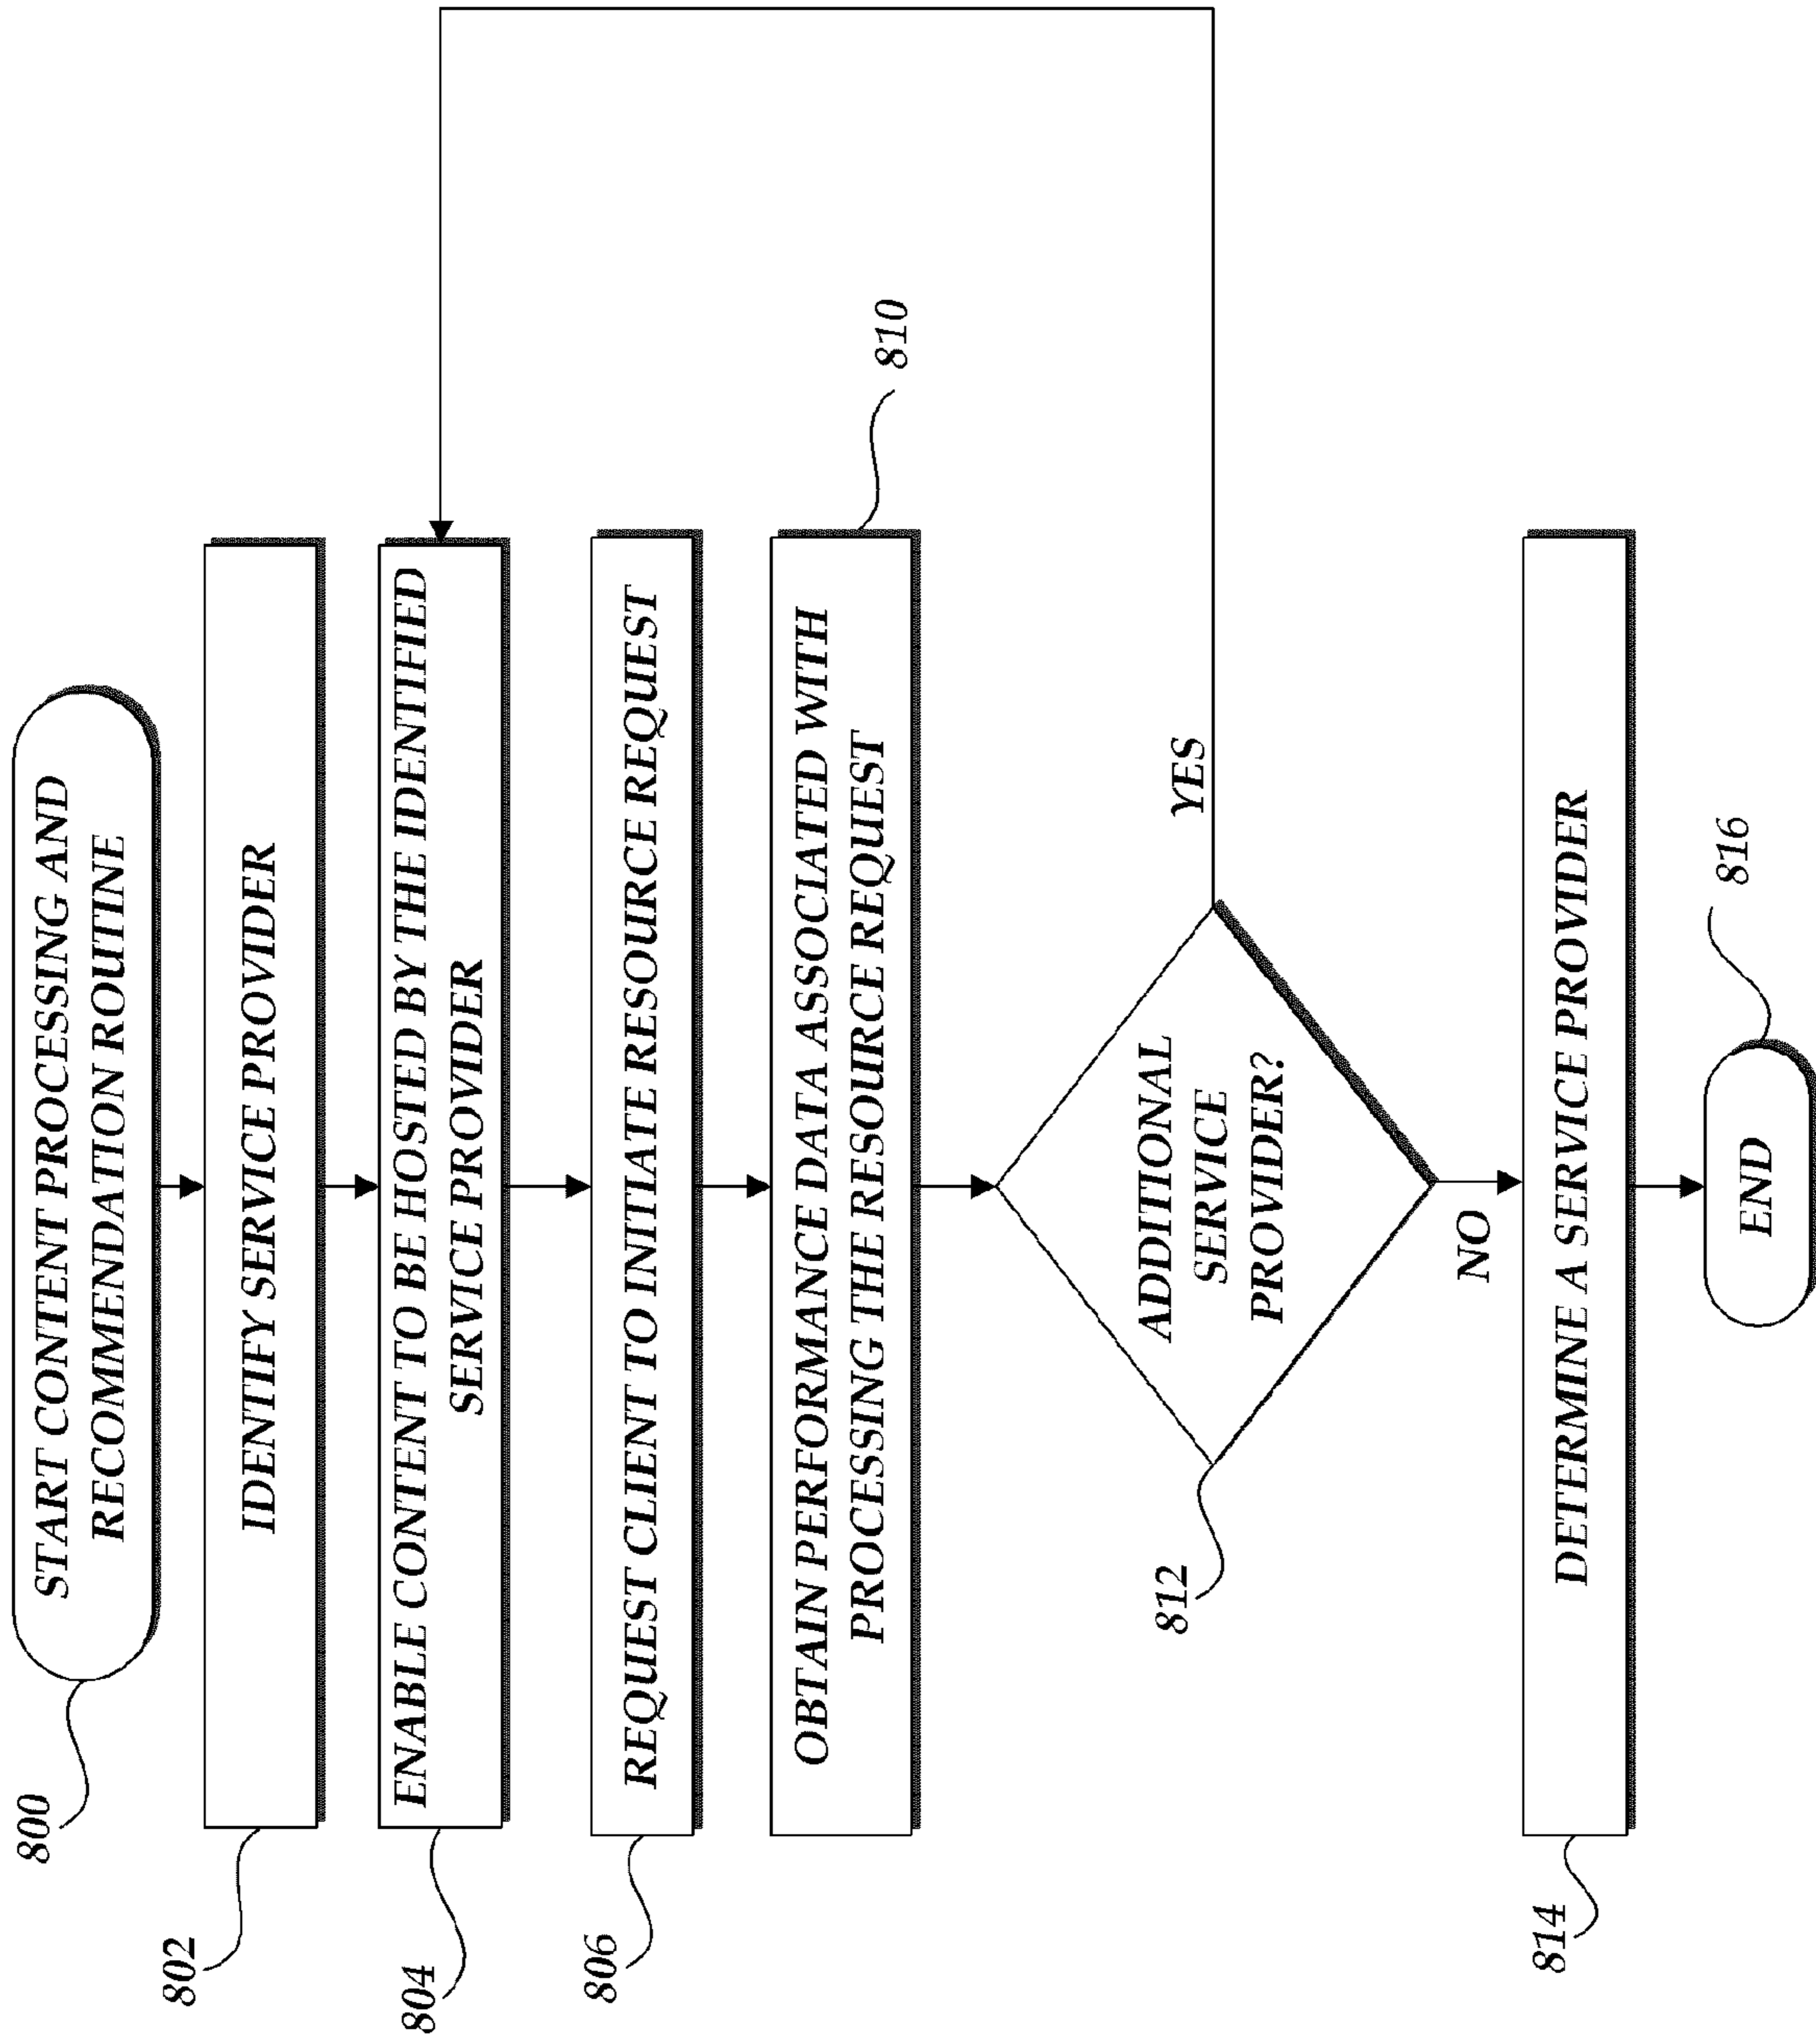 800
START CONTENT PROCESSING AND
RECOMMENDATION ROUTINE
802
IDENTIFY SERVICE PROVIDER
804
ENABLE CONTENT TO BE HOSTED BY THE IDENTIFIED
SERVICE PROVIDER
806
REQUEST CLIENT TO INITIATE RESOURCE REQUEST
OBTAIN PERFORMANCE DATA ASSOCIATED WITH
PROCESSING THE RESOURCE REQUEST
810
812
ADDITIONAL
SERVICE
PROVIDER?
YES
NO
814
DETERMINE A SERVICE PROVIDER
END
816